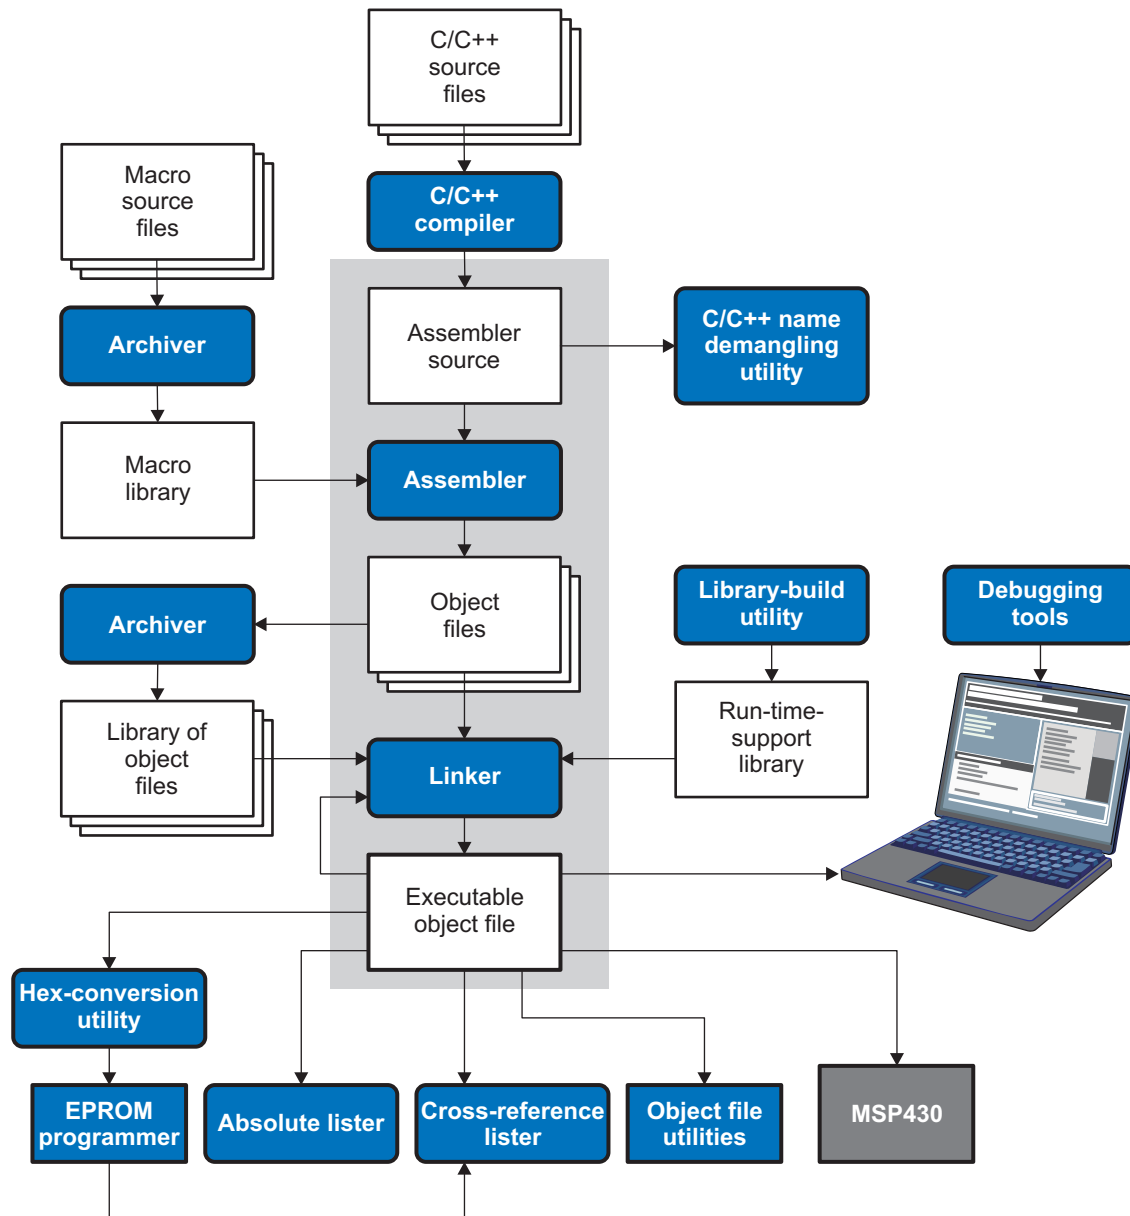 C/C++
source
files
Macro
source
files
C/C++
compiler
Archiver
Assembler
source
C/C++ name
demangling
utility
Macro
library
Assembler
Archiver
Object
files
Library-build
utility
Debugging
tools
Library of
object
files
Linker
Run-time-
support
library
Executable
object file
Hex-conversion
utility
EPROM
programmer
Absolute lister
Cross-reference
lister
Object file
utilities
MSP430